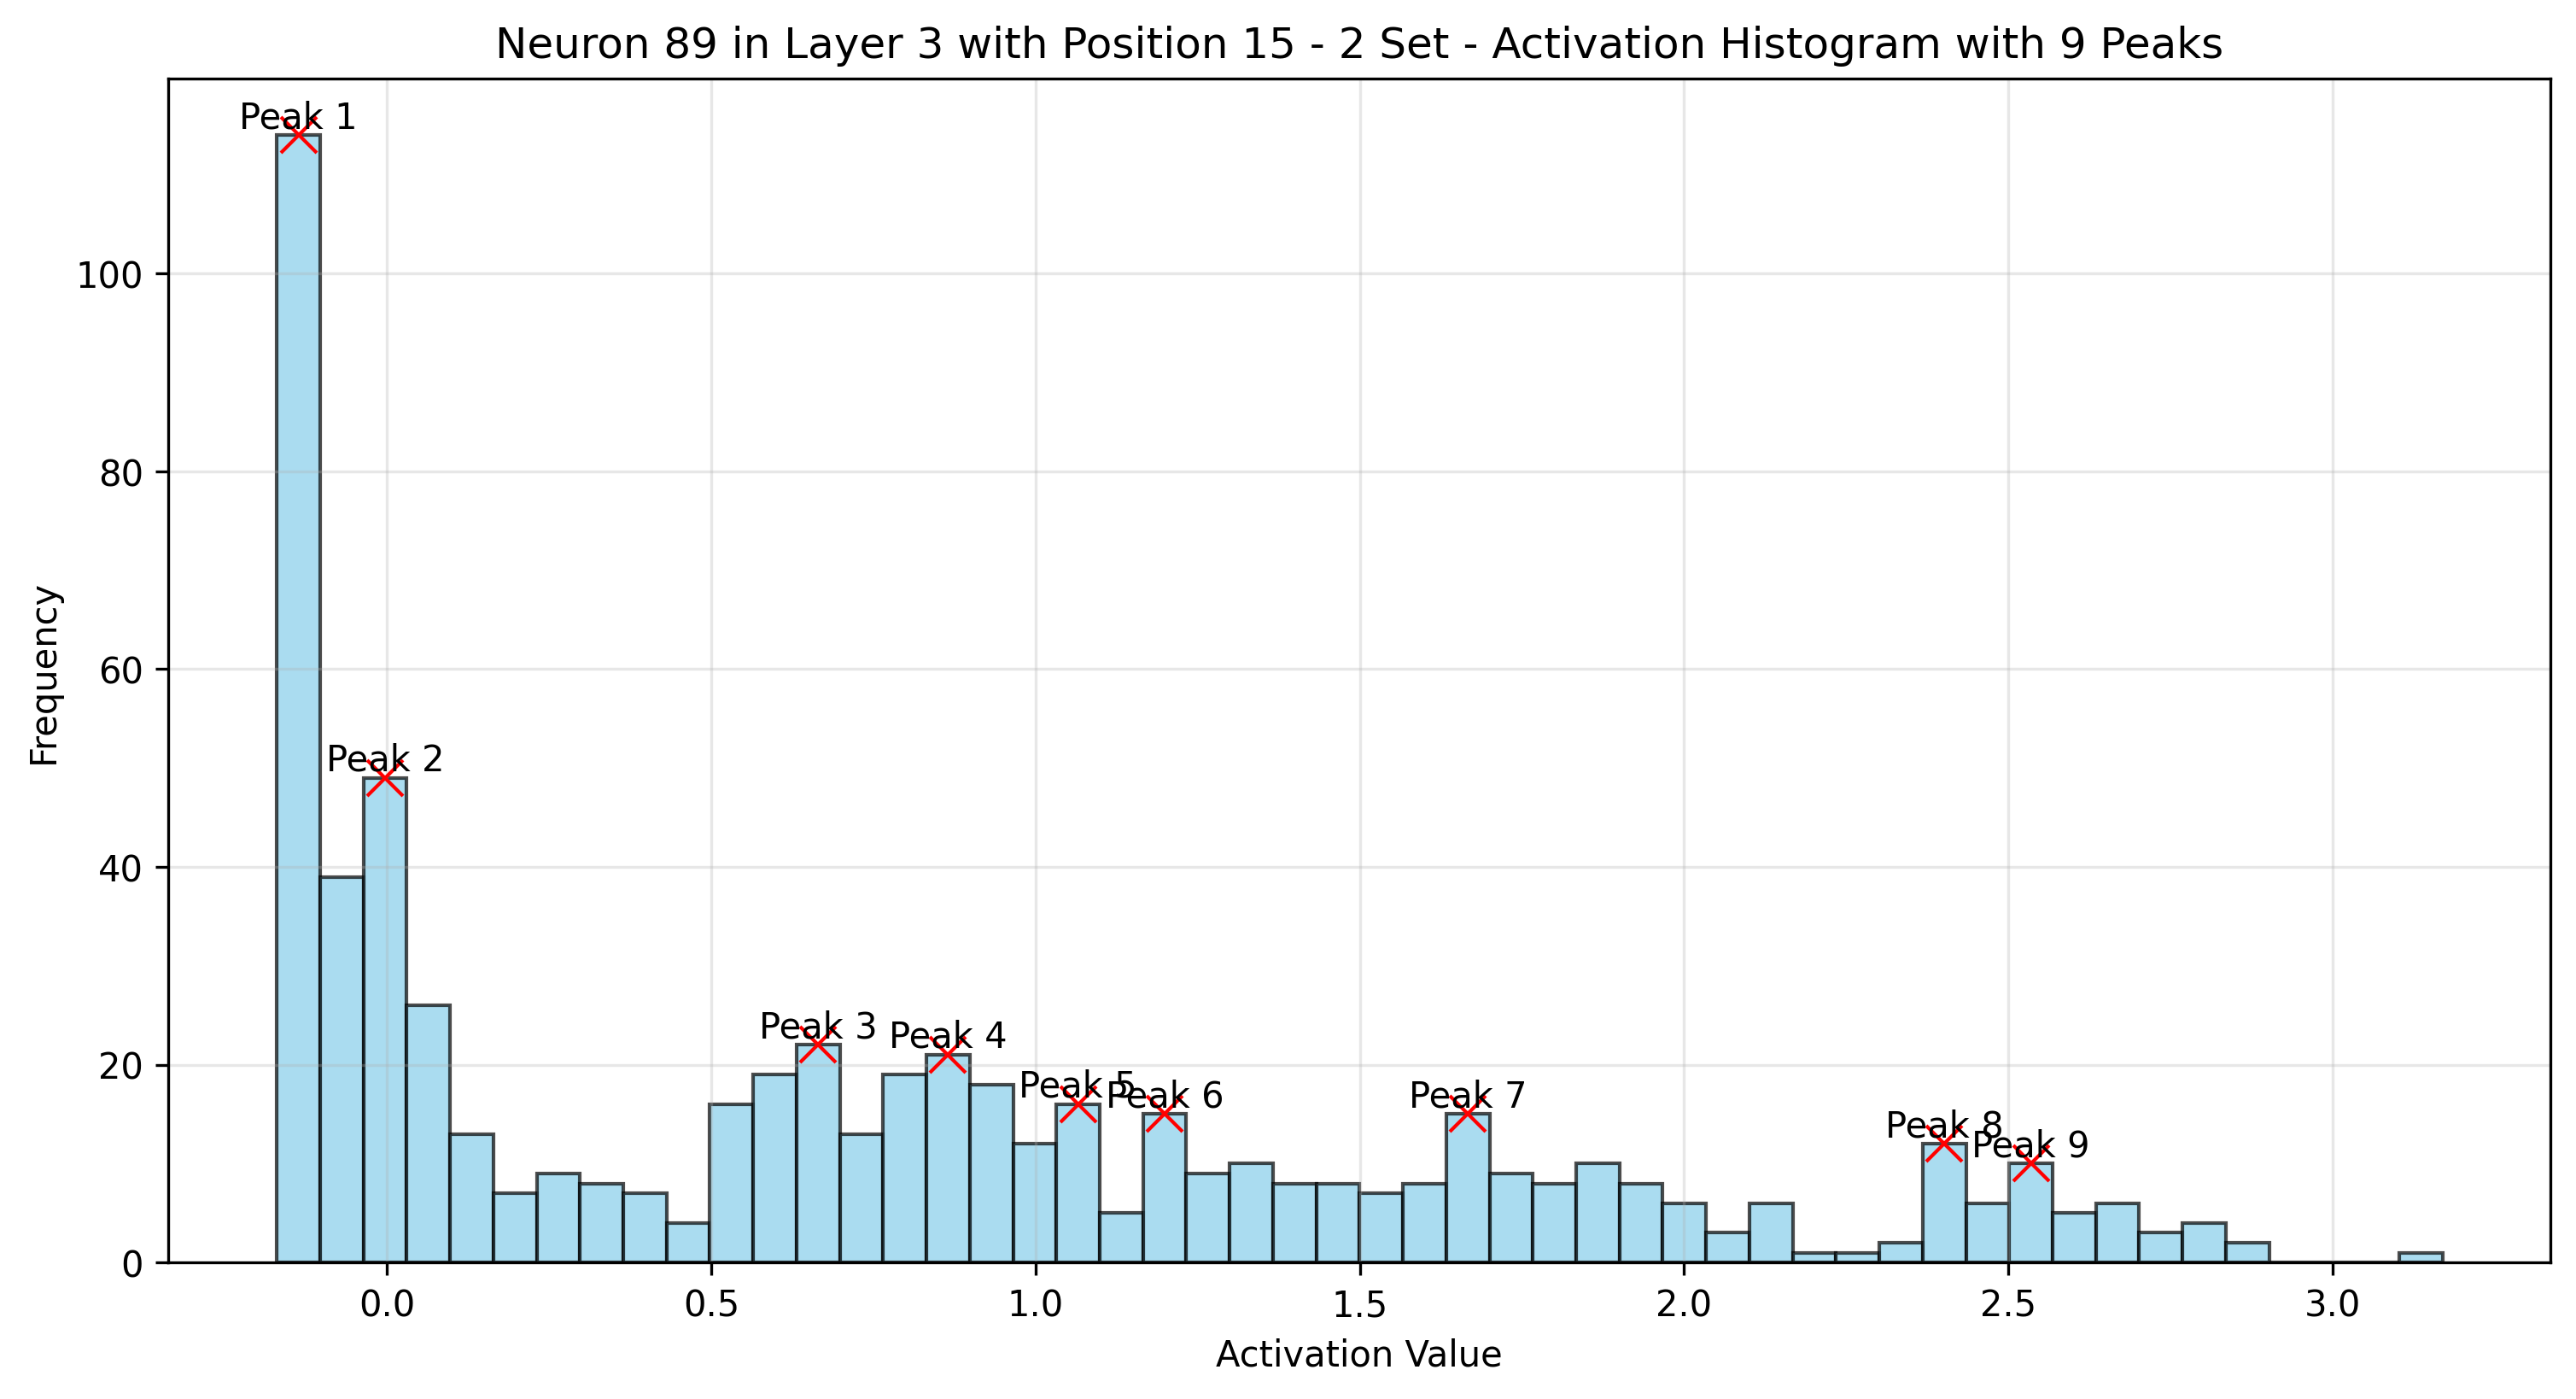 Neuron 89 in Layer 3 with Position 15 - 2 Set - Activation Histogram with 9 Peaks
Peak 1
100
80
Frequency
60
Peak 2
40
Peak 3
Peak 4
20
Peak 5
Peak 6
Peak 7
Peak 8
Peak 9
0
0.0
0.5
1.0
1.5
2.0
2.5
3.0
Activation Value